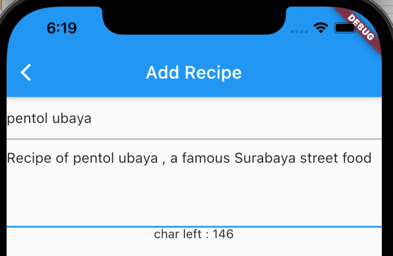 6:19
DEBUG
Add Recipe
pentol ubaya
Recipe of pentol ubaya , a famous Surabaya street food
char left : 146